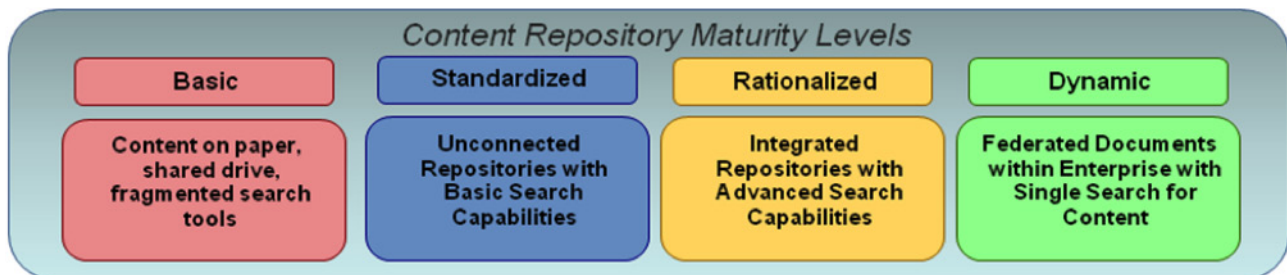 Content Repository Maturity Levels
Basic
Standardized
Rationalized
Dynamic
Content on paper,
shared drive,
fragmented search
tools
Unconnected
Repositories with
Basic Search
Capabilities
Integrated
Repositories with
Advanced Search
Capabilities
Federated Documents
within Enterprise with
Single Search for
Content